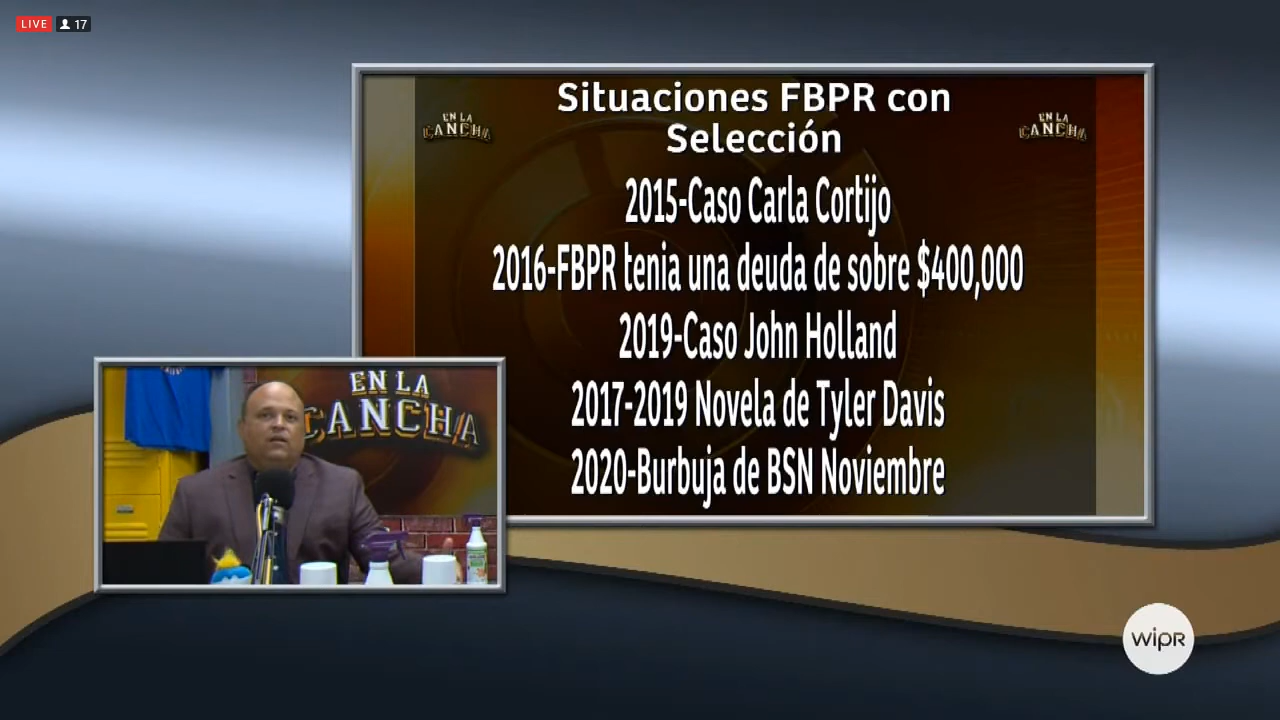 LIVE 17
Situaciones FBPR con
Selección
EN LA
CANCHA
EN LA
CANCHA
2015-Caso Carla Cortijo
2016-FBPR tenia una deuda de sobre $400,000
2019-Caso John Holland
2017-2019 Novela de Tyler Davis
2020-Burbuja de BSN Noviembre
EN LA
CANCHA
wipr